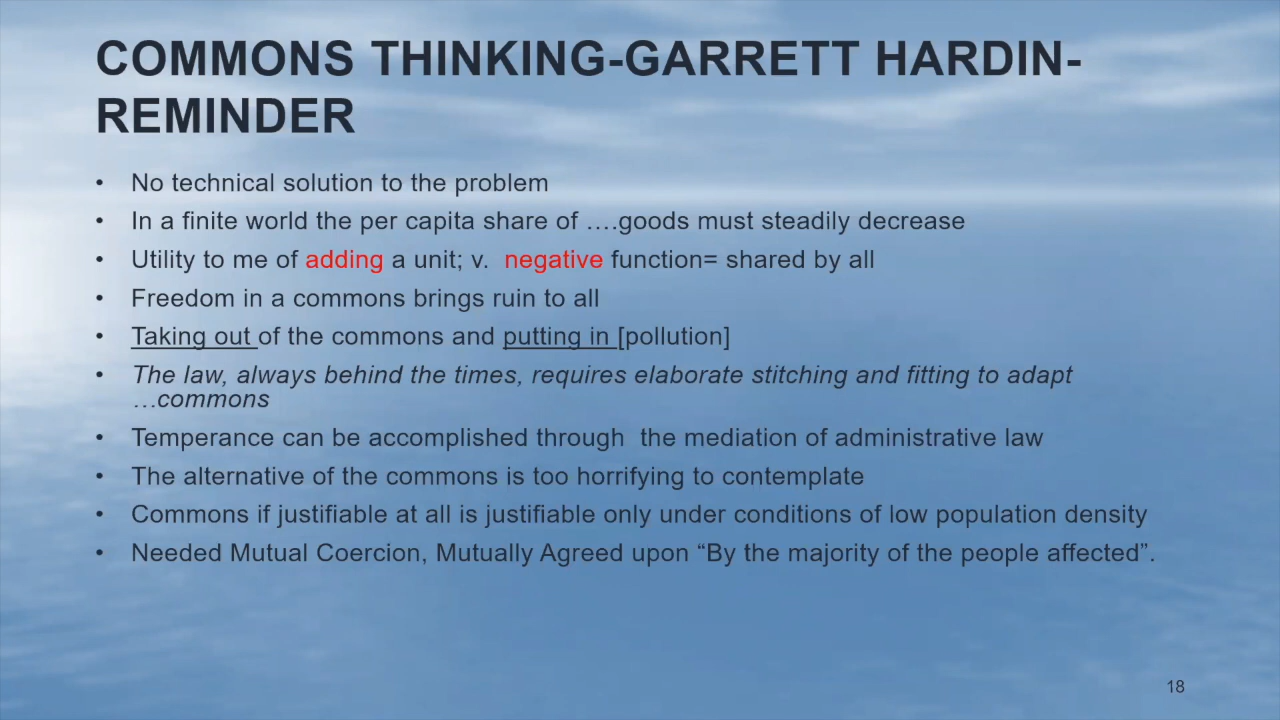 COMMONS THINKING-GARRETT HARDIN-
REMINDER
• No technical solution to the problem
• In a finite world the per capita share of ….goods must steadily decrease
• Utility to me of adding a unit; v.  negative function= shared by all
• Freedom in a commons brings ruin to all
• Taking out of the commons and putting in [pollution]
• The law, always behind the times, requires elaborate stitching and fitting to adapt
…commons
• Temperance can be accomplished through  the mediation of administrative law
• The alternative of the commons is too horrifying to contemplate
• Commons if justifiable at all is justifiable only under conditions of low population density
• Needed Mutual Coercion, Mutually Agreed upon “By the majority of the people affected”.
18